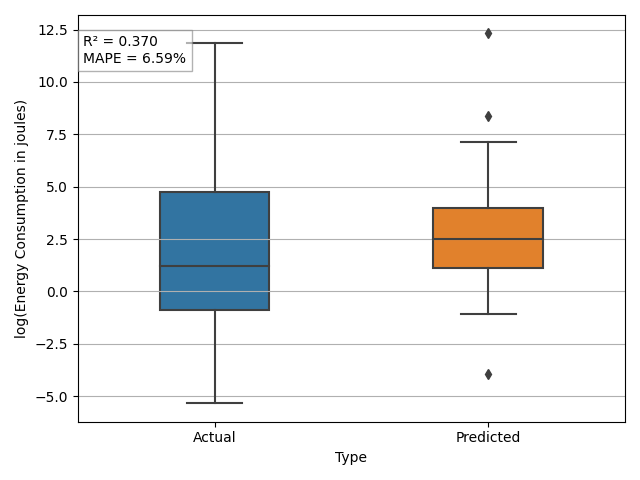 R² = 0.370
MAPE = 6.59%
12.5
10.0
7.5
5.0
2.5
0.0
−2.5
−5.0
log(Energy Consumption in joules)
Actual
Predicted
Type